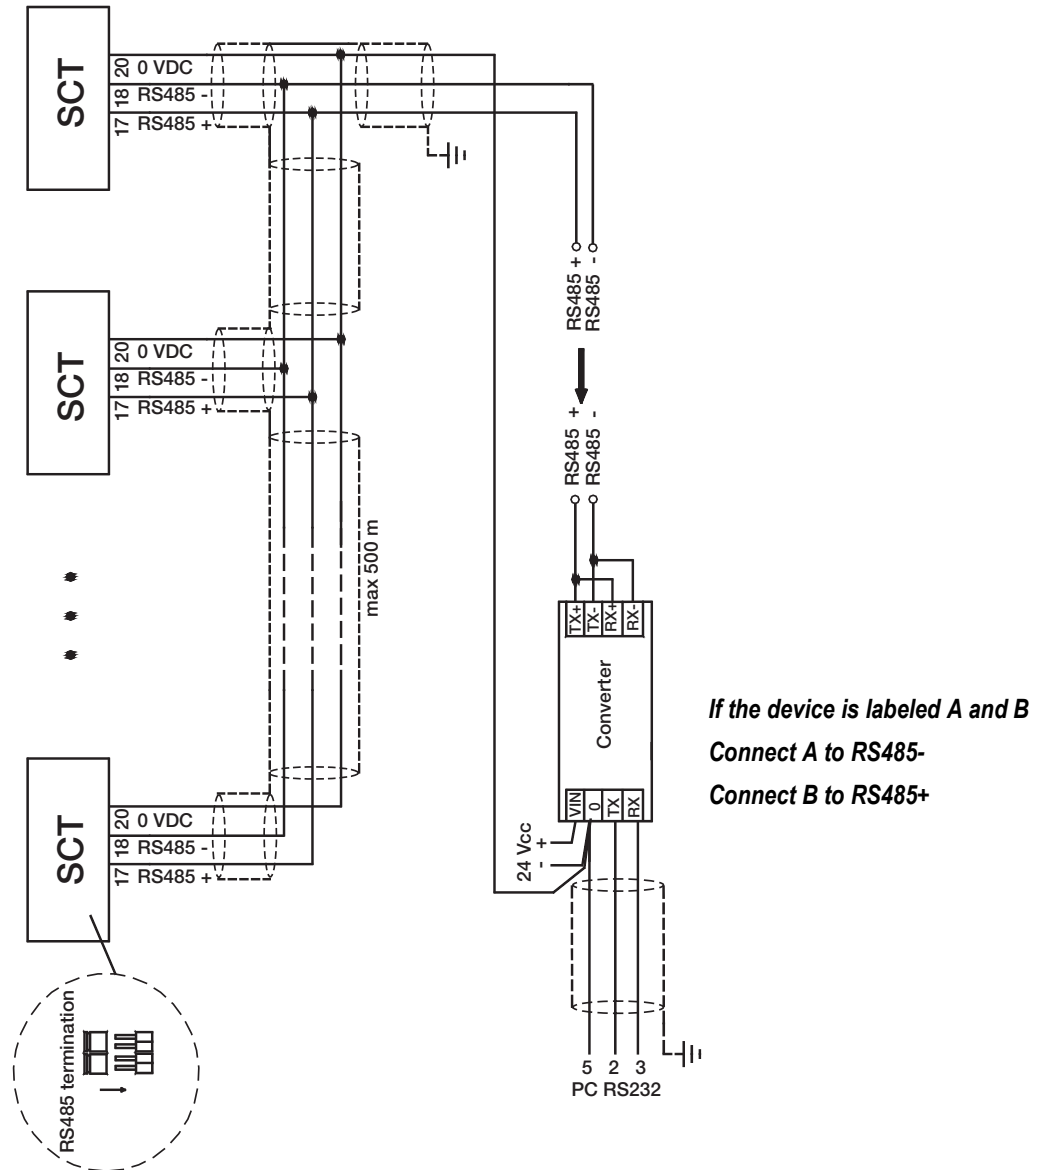 SCT
20 0 VDC
18 RS485 -
17 RS485 +
SCT
20 0 VDC
18 RS485 -
17 RS485 +
max 500 m
SCT
20 0 VDC
18 RS485 -
17 RS485 +
RS485 termination
RS485 +
RS485 -
RS485 +
RS485 -
TX+
TX-
RX+
RX-
Converter
VIN
0
TX
RX
24 Vcc
+
-
5 2 3
PC RS232
If the device is labeled A and B
Connect A to RS485-
Connect B to RS485+